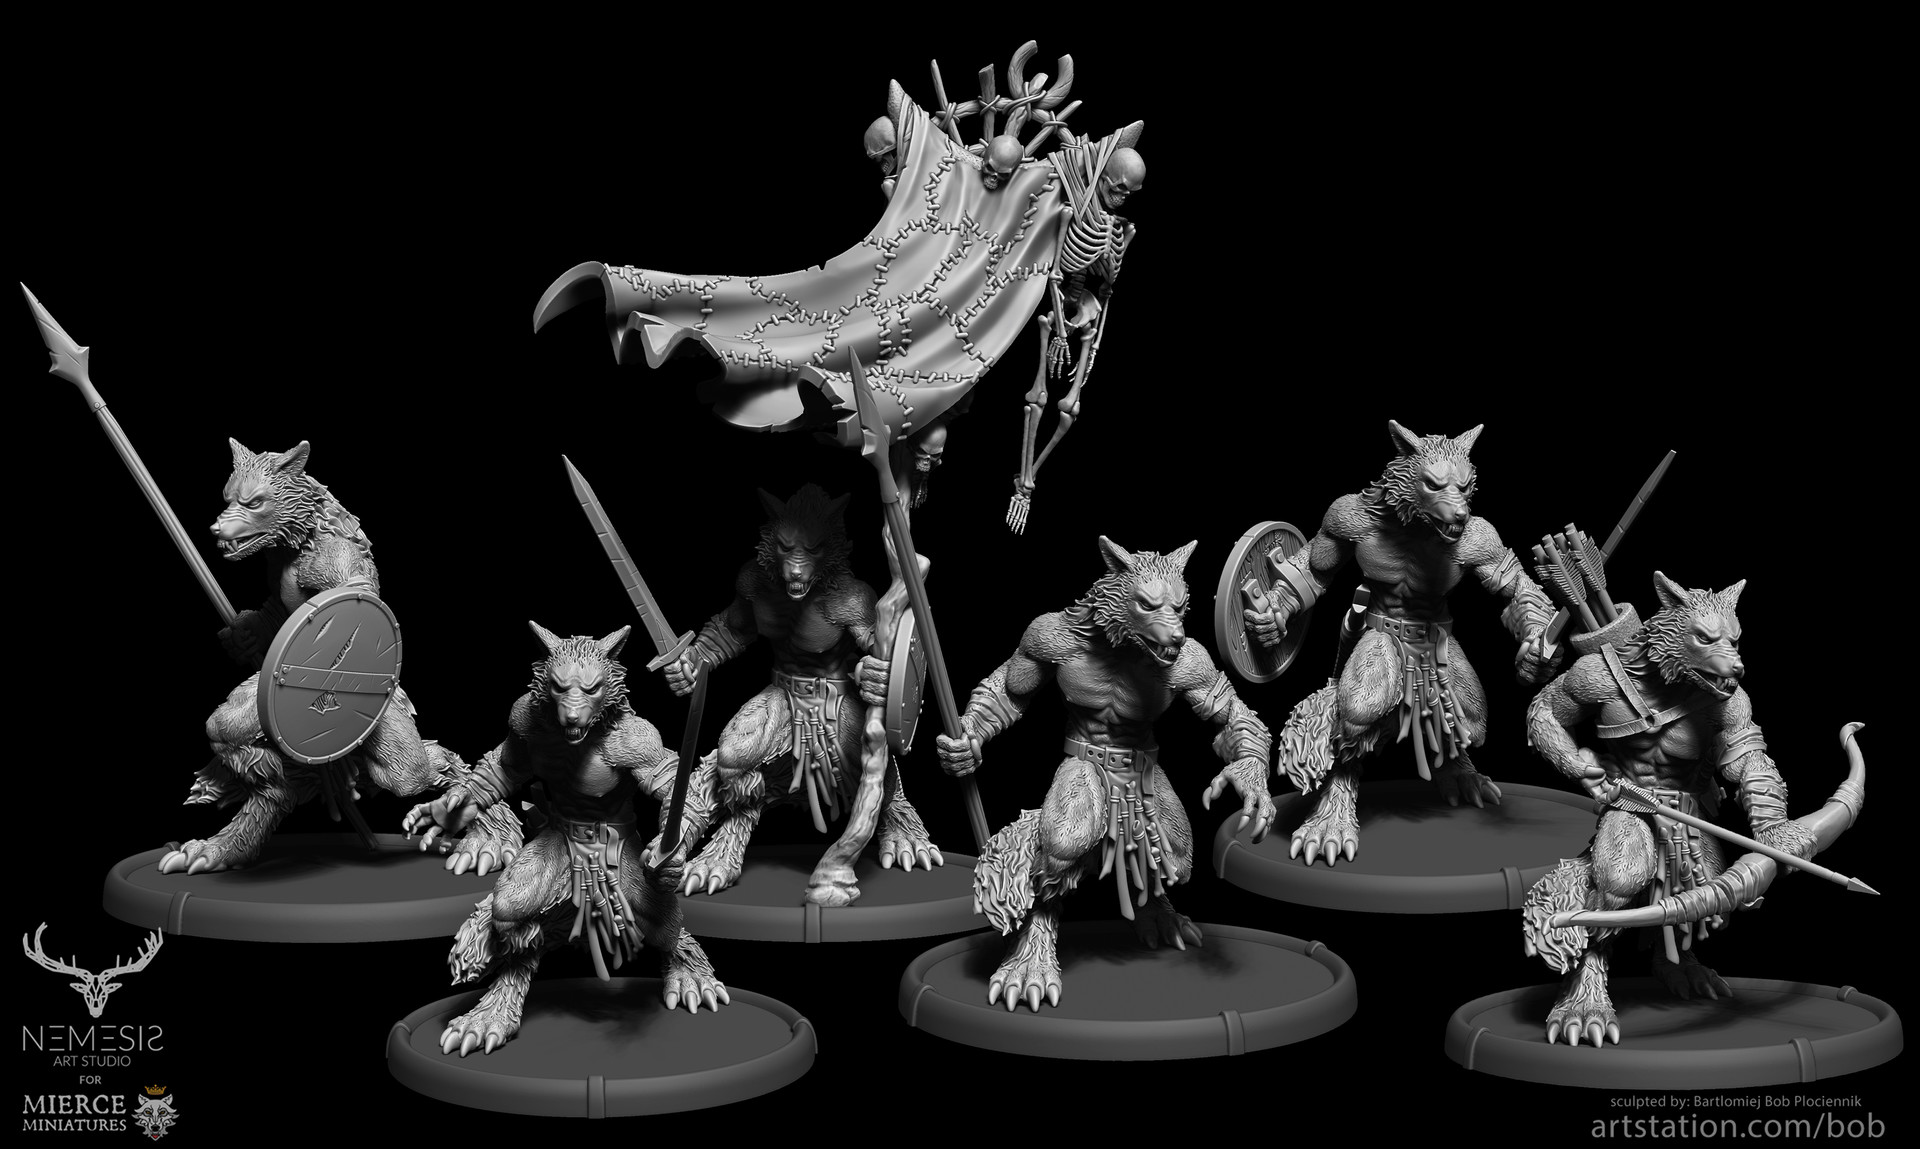 NEMESIS
ART STUDIO
FOR
MIERCE
MINIATURES
sculpted by: Bartlomiej Bob Plociennik
artstation.com/bob